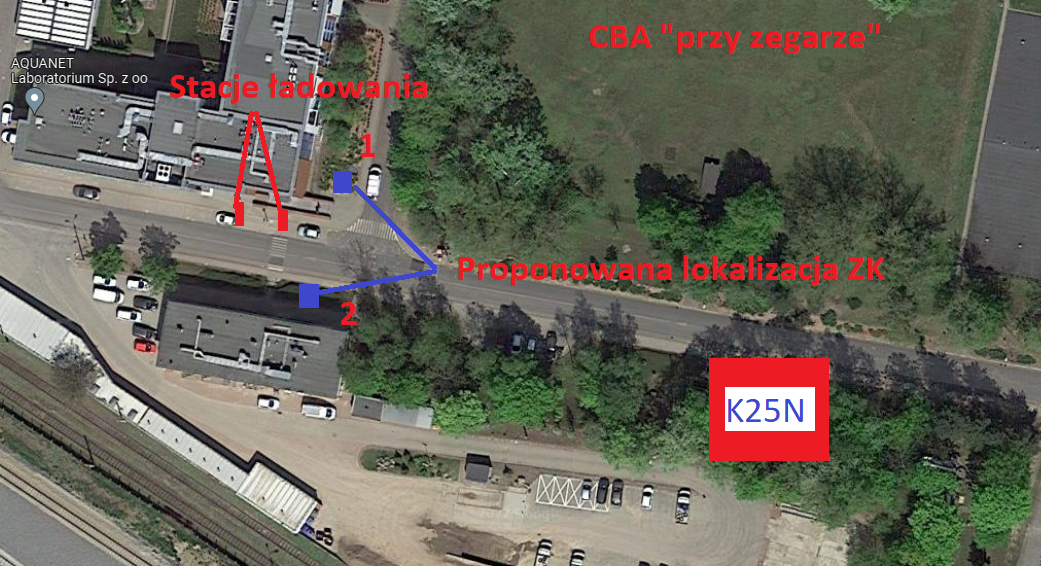 CBA "przy zegarze"
AQUANET
Laboratorium Sp. z oo
Stacje ładowania
1
Proponowana lokalizacja ZK
2
K25N